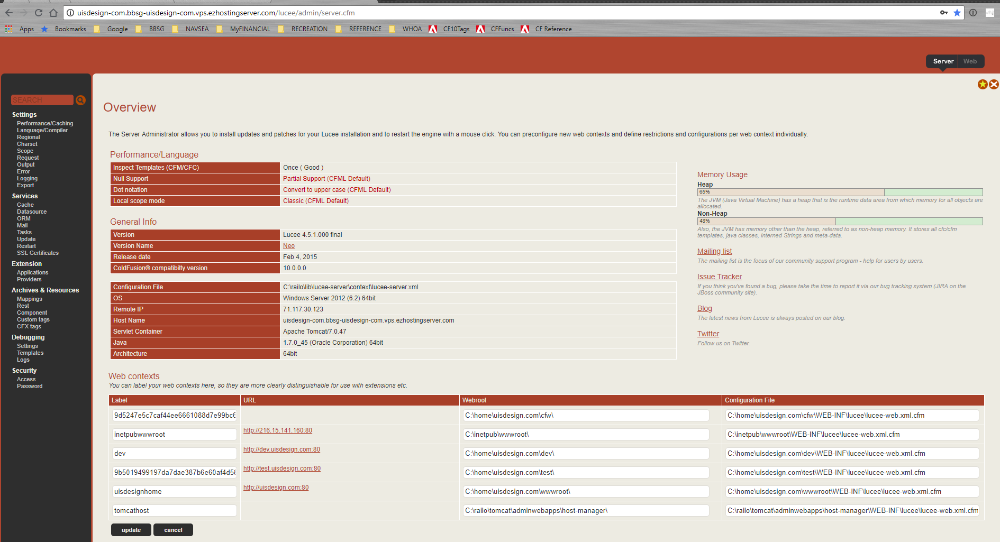 uisdesign-com.bbsg-uisdesign-com.vps.ezhostingserver.com/lucee/admin/server.cfm
Apps Bookmarks Google BBSG NAVSEA MyFINANCIAL RECREATION REFERENCE WHOA CF10Tags CFFuncs CF Reference
Server Web
SEARCH
Settings
Performance/Caching
Language/Compiler
Regional
Charset
Scope
Request
Output
Error
Logging
Export
Services
Cache
Datasource
ORM
Mail
Tasks
Update
Restart
SSL Certificates
Extension
Applications
Providers
Archives & Resources
Mappings
Rest
Component
Custom tags
CFX tags
Debugging
Settings
Templates
Logs
Security
Access
Password
Overview
The Server Administrator allows you to install updates and patches for your Lucee installation and to restart the engine with a mouse click. You can preconfigure new web contexts and define restrictions and configurations per web context individually.
Performance/Language
Inspect Templates (CFM/CFC) Once ( Good )
Null Support Partial Support (CFML Default)
Dot notation Convert to upper case (CFML Default)
Local scope mode Classic (CFML Default)
General Info
Version Lucee 4.5.1.000 final
Version Name Neo
Release date Feb 4, 2015
ColdFusion® compatibilty version 10.0.0.0
Configuration File C:\railo\lib\lucee-server\context\lucee-server.xml
OS Windows Server 2012 (6.2) 64bit
Remote IP 71.117.30.123
Host Name uisdesign-com.bbsg-uisdesign-com.vps.ezhostingserver.com
Servlet Container Apache Tomcat/7.0.47
Java 1.7.0_45 (Oracle Corporation) 64bit
Architecture 64bit
Memory Usage
Heap
65%
The JVM (Java Virtual Machine) has a heap that is the runtime data area from which memory for all objects are
allocated.
Non-Heap
48%
Also, the JVM has memory other than the heap, referred to as non-heap memory. It stores all cfc/cfm
templates, java classes, interned Strings and meta-data.
Mailing list
The mailing list is the focus of our community support program - help for users by users.
Issue Tracker
If you think you've found a bug, please take the time to report it via our bug tracking system (JIRA on the
JBoss community site).
Blog
The latest news from Lucee is always posted on our blog.
Twitter
Follow us on Twitter.
Web contexts
You can label your web contexts here, so they are more clearly distinguishable for use with extensions etc.
Label URL Webroot Configuration File
9d5247e5c7caf44ee6661088d7e99bc6 C:\home\uisdesign.com\cfw\ C:\home\uisdesign.com\cfw\WEB-INF\lucee\lucee-web.xml.cfm
inetpubwwwroot http://216.15.141.160:80 C:\inetpub\wwwroot\ C:\inetpub\wwwroot\WEB-INF\lucee\lucee-web.xml.cfm
dev http://dev.uisdesign.com:80 C:\home\uisdesign.com\dev\ C:\home\uisdesign.com\dev\WEB-INF\lucee\lucee-web.xml.cfm
9b5019499197da7dae387b6e60af4d58 http://test.uisdesign.com:80 C:\home\uisdesign.com\test\ C:\home\uisdesign.com\test\WEB-INF\lucee\lucee-web.xml.cfm
uisdesignhome http://uisdesign.com:80 C:\home\uisdesign.com\wwwroot\ C:\home\uisdesign.com\wwwroot\WEB-INF\lucee\lucee-web.xml.cfm
tomcathost C:\railo\tomcat\adminwebapps\host-manager\ C:\railo\tomcat\adminwebapps\host-manager\WEB-INF\lucee\lucee-web.xml.cfm
update cancel